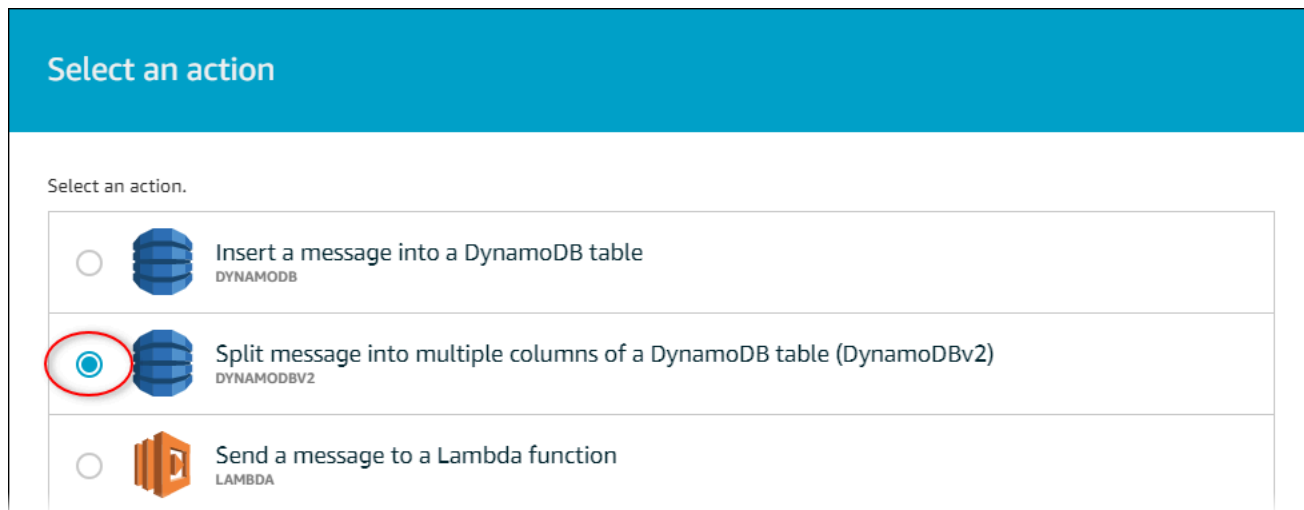 Select an action
Select an action.
Insert a message into a DynamoDB table
DYNAMODB
Split message into multiple columns of a DynamoDB table (DynamoDBv2)
DYNAMODBV2
Send a message to a Lambda function
LAMBDA